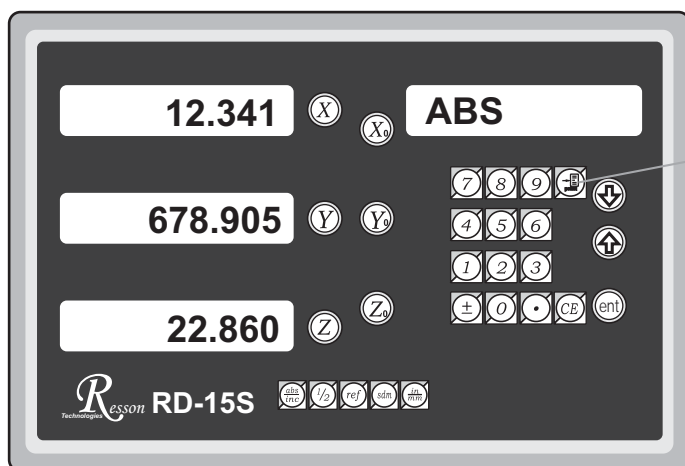 12.341 X X0 ABS
7 8 9
678.905 Y Y0 4 5 6
1 2 3
22.860 Z Z0 ± 0 • CE ent
Resson Technologies RD-15S abs/inc 1/2 ref sdm in/mm